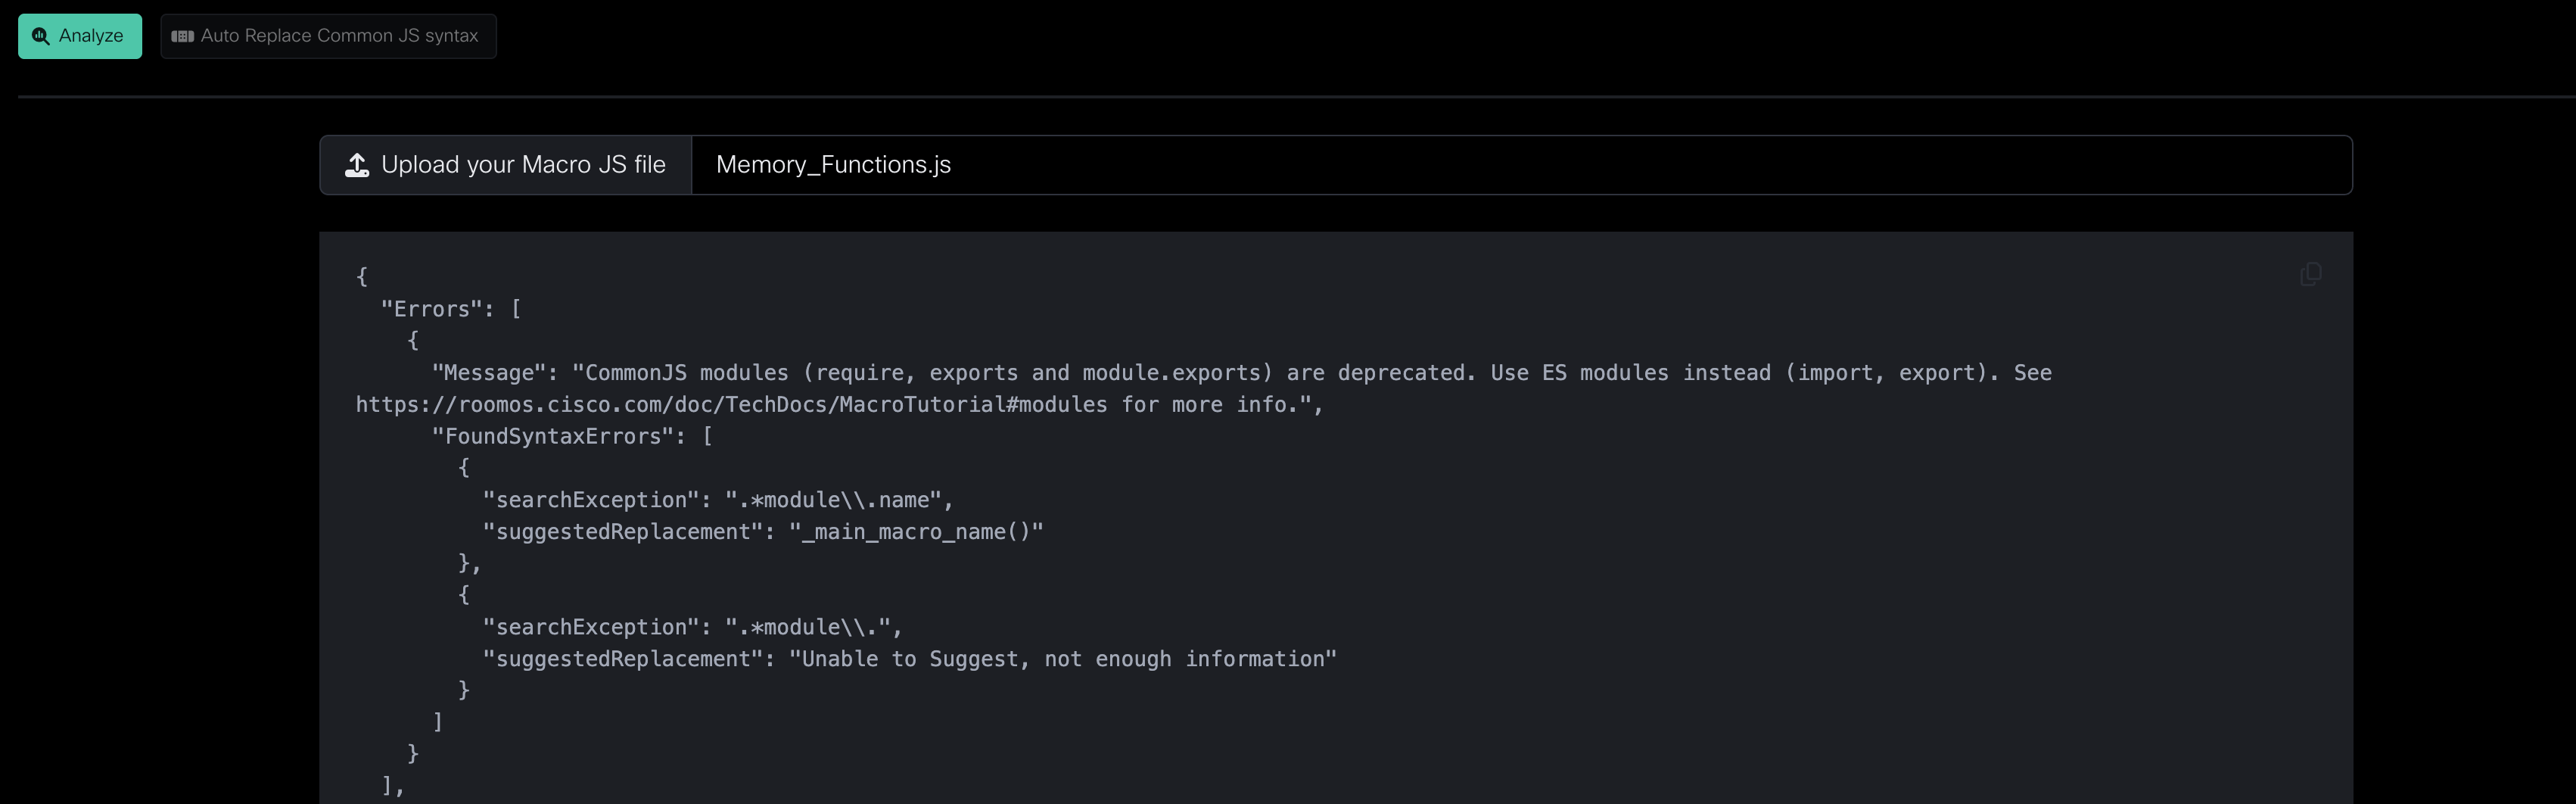 Analyze
Auto Replace Common JS syntax
Upload your Macro JS file
Memory_Functions.js
{
"Errors": [
{
"Message": "CommonJS modules (require, exports and module.exports) are deprecated. Use ES modules instead (import, export). See
https://roomos.cisco.com/doc/TechDocs/MacroTutorial#modules for more info.",
"FoundSyntaxErrors": [
{
"searchException": ".*module\\.name",
"suggestedReplacement": "_main_macro_name()"
},
{
"searchException": ".*module\\.",
"suggestedReplacement": "Unable to Suggest, not enough information"
}
]
}
],